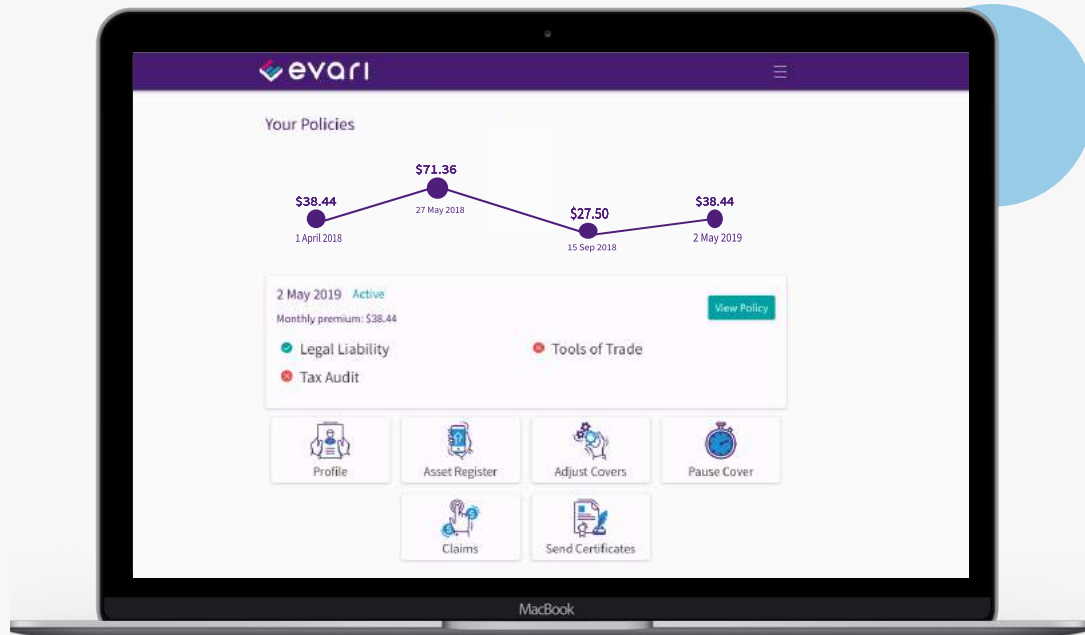 evari
Your Policies
$71.36
27 May 2018
$38.44
1 April 2018
$27.50
15 Sep 2018
$38.44
2 May 2019
2 May 2019 Active
View Policy
Monthly premium: $38.44
Legal Liability
Tools of Trade
Tax Audit
Profile
Asset Register
Adjust Covers
Pause Cover
Claims
Send Certificates
MacBook